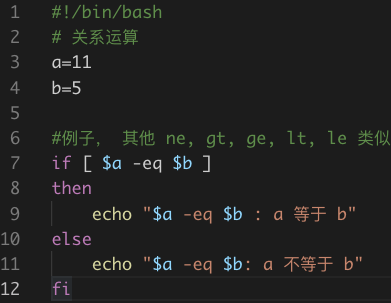 1 #!/bin/bash
2 # 关系运算
3 a=11
4 b=5
5
6 #例子， 其他 ne, gt, ge, lt, le 类似
7 if [ $a -eq $b ]
8 then
9     echo "$a -eq $b : a 等于 b"
10 else
11     echo "$a -eq $b: a 不等于 b"
12 fi